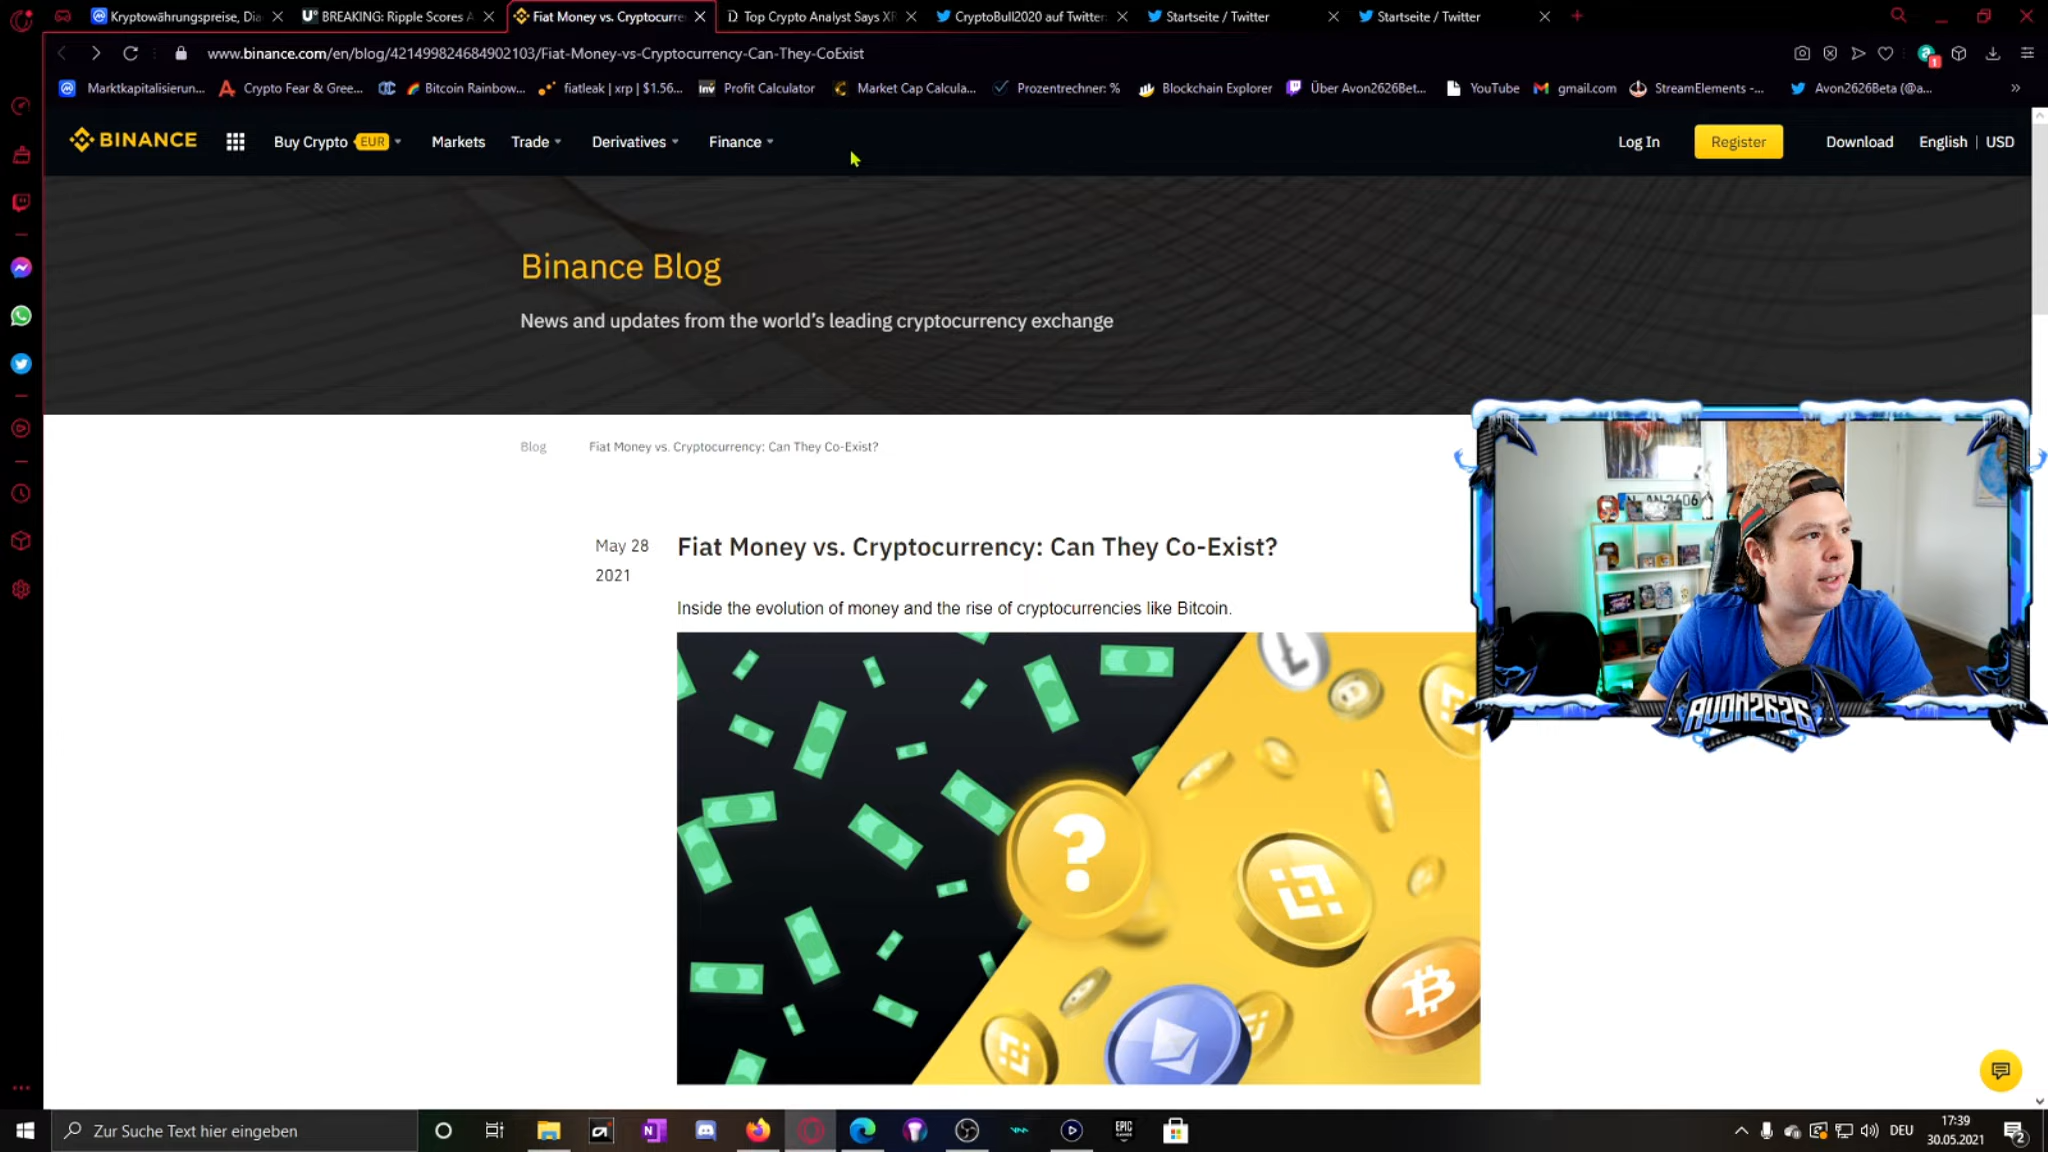 Kryptowährungspreise, Dia
BREAKING: Ripple Scores A
Fiat Money vs. Cryptocurre
Top Crypto Analyst Says XR
CryptoBull2020 auf Twitter:
Startseite / Twitter
Startseite / Twitter
www.binance.com/en/blog/421499824684902103/Fiat-Money-vs-Cryptocurrency-Can-They-CoExist
1
Marktkapitalisierun...
Crypto Fear & Gree...
Bitcoin Rainbow...
fiatleak | xrp | $1.56...
Inv
Profit Calculator
Market Cap Calcula...
Prozentrechner: %
Blockchain Explorer
Über Avon2626Bet...
YouTube
gmail.com
StreamElements -...
Avon2626Beta (@a...
BINANCE
Buy Crypto EUR
Markets
Trade
Derivatives
Finance
Log In
Register
Download
English | USD
Binance Blog
News and updates from the world's leading cryptocurrency exchange
Blog
Fiat Money vs. Cryptocurrency: Can They Co-Exist?
May 28
2021
Fiat Money vs. Cryptocurrency: Can They Co-Exist?
Inside the evolution of money and the rise of cryptocurrencies like Bitcoin.
?
AVON2626
Zur Suche Text hier eingeben
EPIC
DEU
17:39
30.05.2021
2